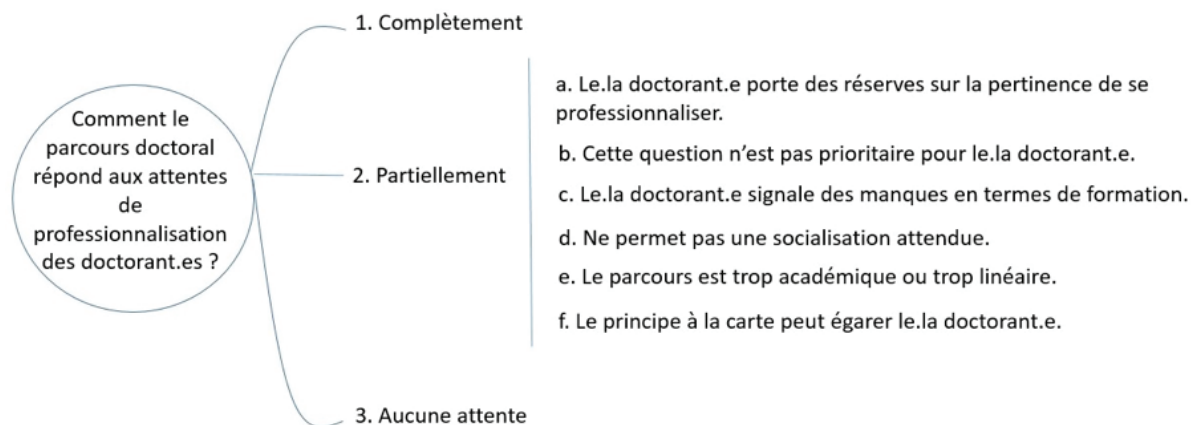 Comment le
parcours doctoral
répond aux attentes
de
professionnalisation
des doctorant.es ?
1. Complètement
2. Partiellement
a. Le.la doctorant.e porte des réserves sur la pertinence de se
professionnaliser.
b. Cette question n’est pas prioritaire pour le.la doctorant.e.
c. Le.la doctorant.e signale des manques en termes de formation.
d. Ne permet pas une socialisation attendue.
e. Le parcours est trop académique ou trop linéaire.
f. Le principe à la carte peut égarer le.la doctorant.e.
3. Aucune attente